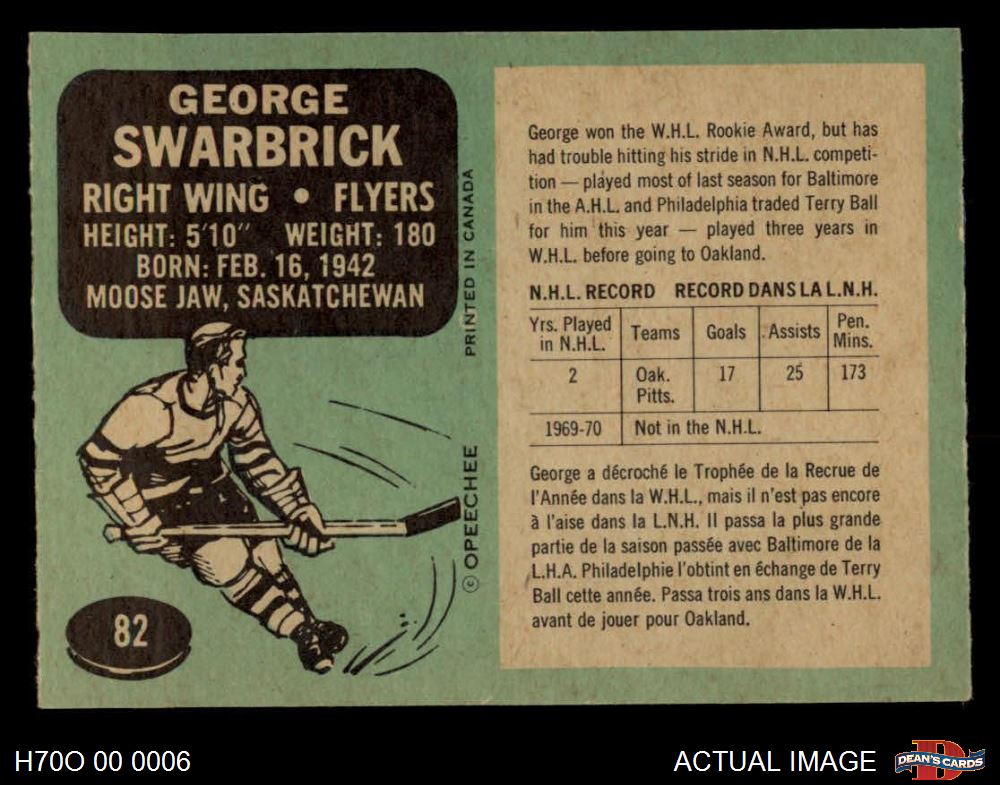 GEORGE
SWARBRICK
RIGHT WING • FLYERS
HEIGHT: 5'10" WEIGHT: 180
BORN: FEB. 16, 1942
MOOSE JAW, SASKATCHEWAN
PRINTED IN CANADA
© OPEECHEE
82
George won the W.H.L. Rookie Award, but has
had trouble hitting his stride in N.H.L. competi-
tion — played most of last season for Baltimore
in the A.H.L. and Philadelphia traded Terry Ball
for him this year — played three years in
W.H.L. before going to Oakland.
N.H.L. RECORD RECORD DANS LA L.N.H.
Yrs. Played
in N.H.L.
Teams
Goals
Assists
Pen.
Mins.
2
Oak.
Pitts.
17
25
173
1969-70 Not in the N.H.L.
George a décroché le Trophée de la Recrue de
l'Année dans la W.H.L., mais il n'est pas encore
à l'aise dans la L.N.H. Il passa la plus grande
partie de la saison passée avec Baltimore de la
L.H.A. Philadelphie l'obtint en échange de Terry
Ball cette année. Passa trois ans dans la W.H.L.
avant de jouer pour Oakland.
H70O 00 0006
ACTUAL IMAGE
D
DEAN'S CARDS